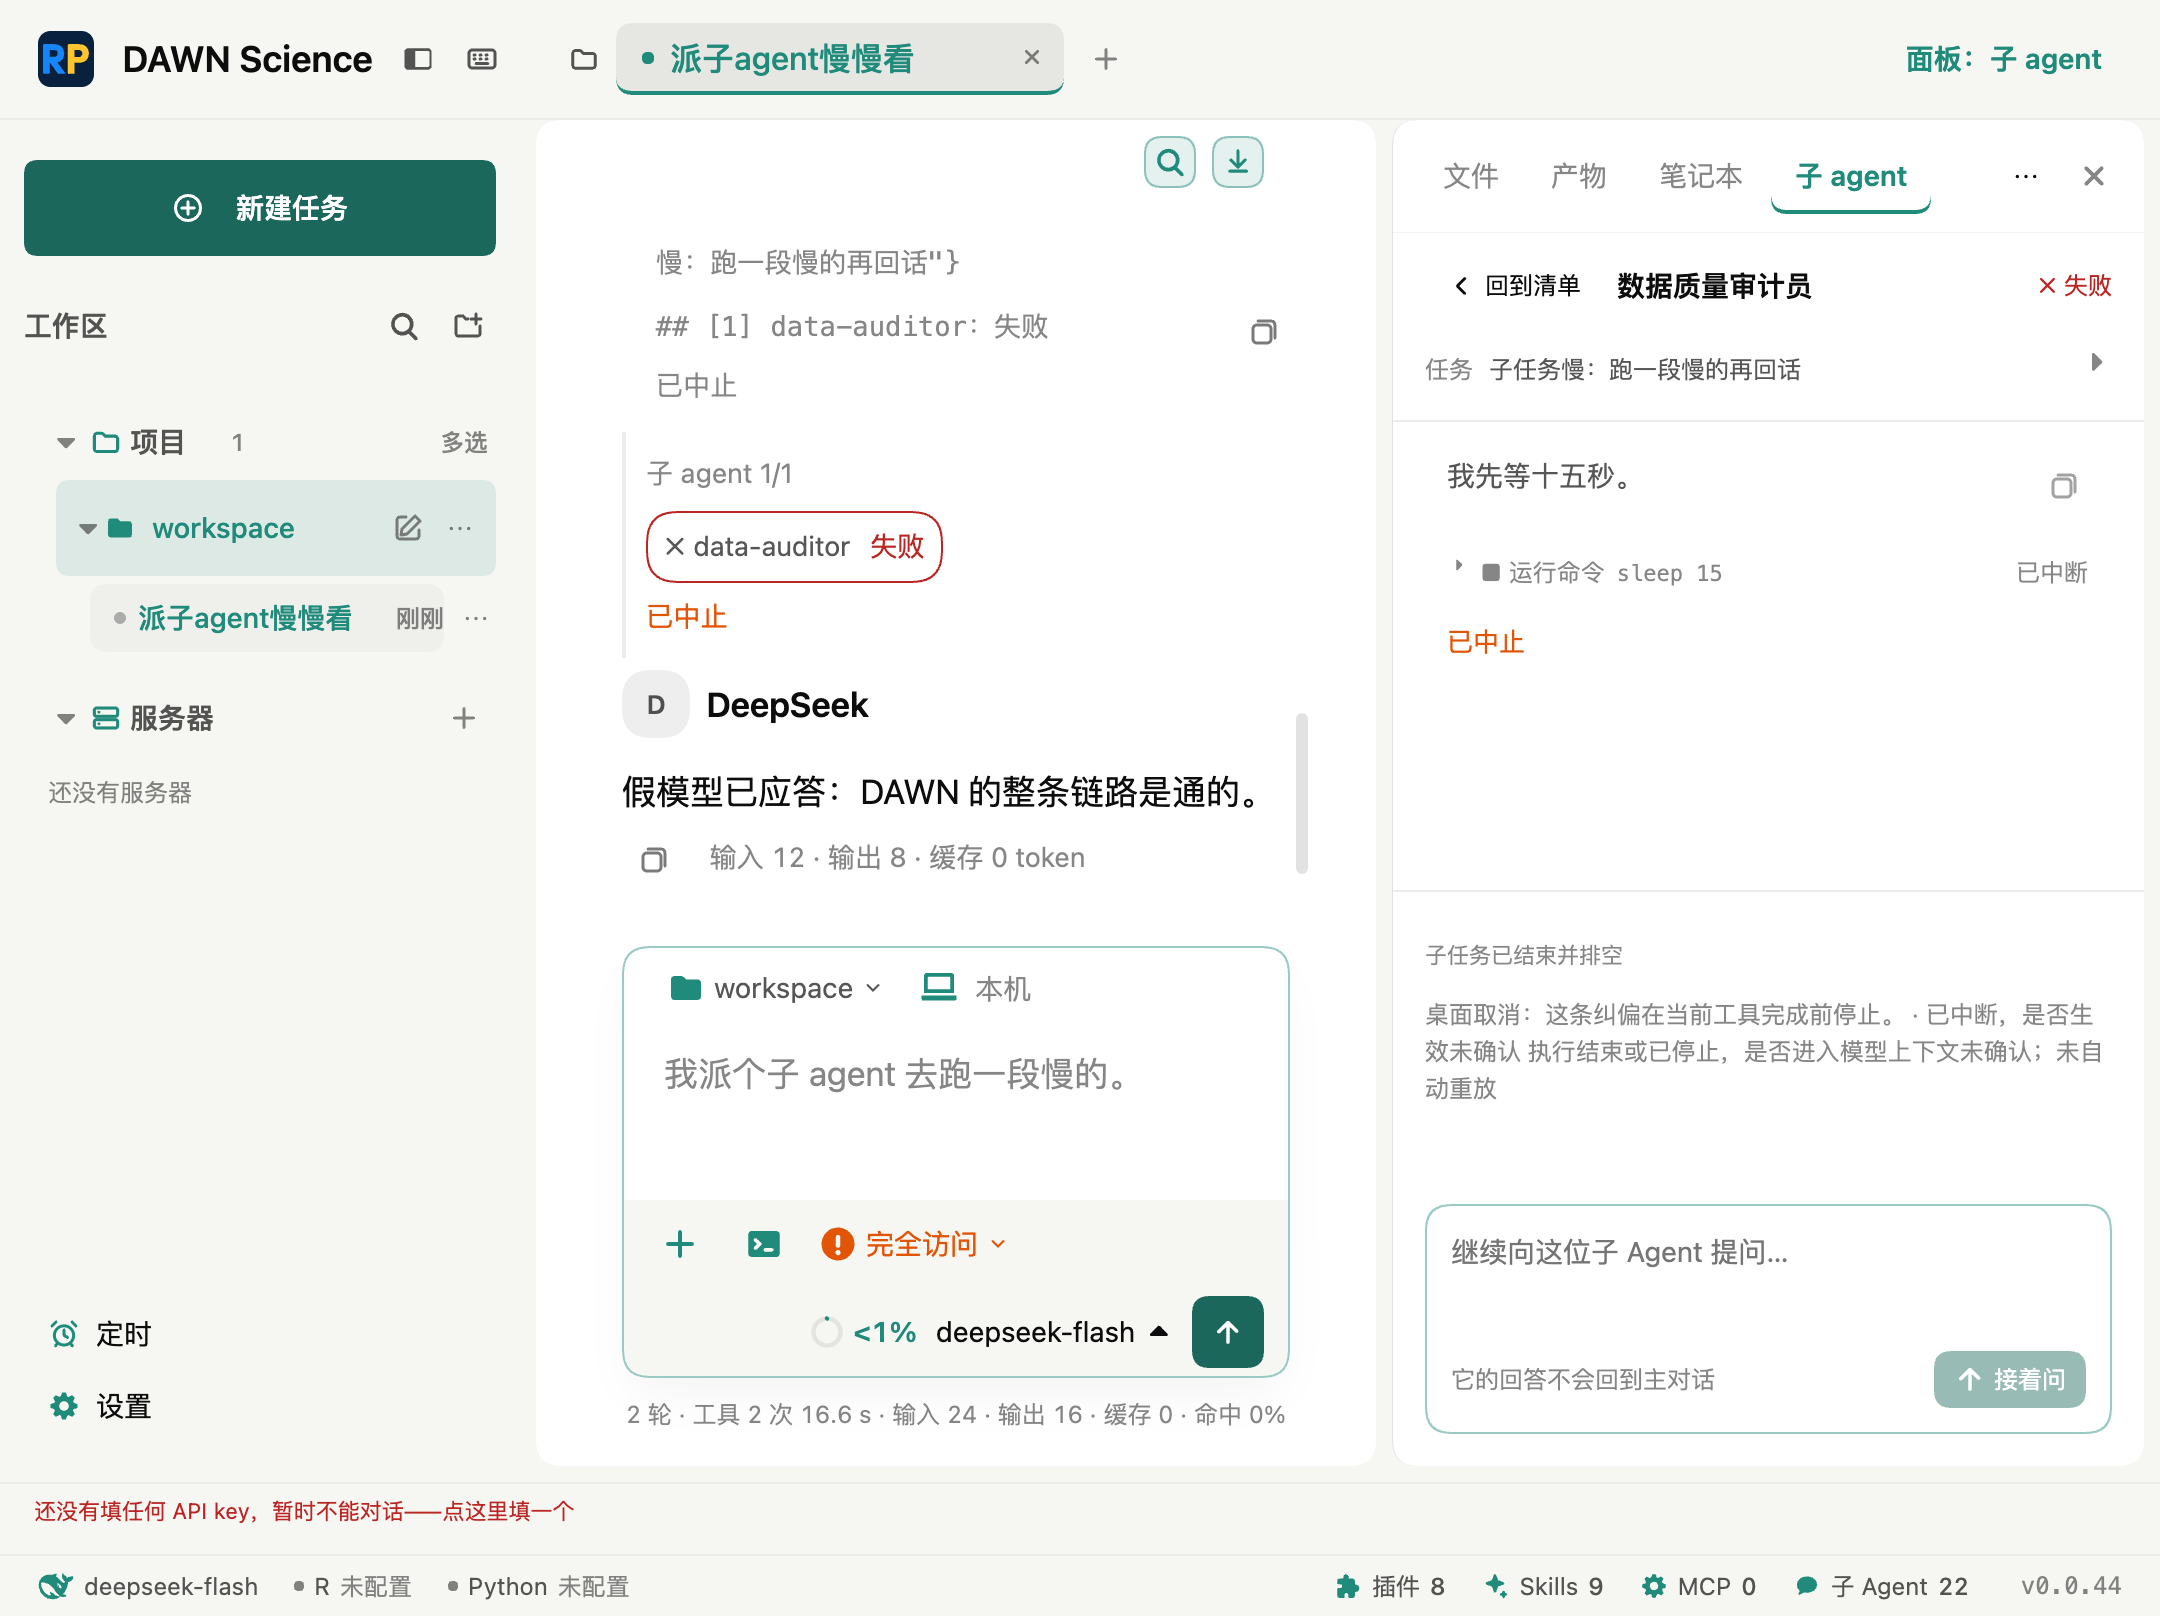 RP
DAWN Science
派子agent慢慢看
面板：子 agent
新建任务
工作区
项目 1 多选
workspace
派子agent慢慢看 刚刚
服务器
还没有服务器
定时
设置
慢：跑一段慢的再回话"}
## [1] data-auditor：失败
已中止
子 agent 1/1
data-auditor 失败
已中止
D DeepSeek
假模型已应答：DAWN 的整条链路是通的。
输入 12 · 输出 8 · 缓存 0 token
workspace 本机
我派个子 agent 去跑一段慢的。
完全访问
<1% deepseek-flash
2 轮 · 工具 2 次 16.6 s · 输入 24 · 输出 16 · 缓存 0 · 命中 0%
文件 产物 笔记本 子 agent
回到清单 数据质量审计员 失败
任务 子任务慢：跑一段慢的再回话
我先等十五秒。
运行命令 sleep 15 已中断
已中止
子任务已结束并排空
桌面取消：这条纠偏在当前工具完成前停止。 · 已中断，是否生
效未确认 执行结束或已停止，是否进入模型上下文未确认；未自
动重放
继续向这位子 Agent 提问...
它的回答不会回到主对话 接着问
还没有填任何 API key，暂时不能对话——点这里填一个
deepseek-flash R 未配置 Python 未配置
插件 8 Skills 9 MCP 0 子 Agent 22 v0.0.44